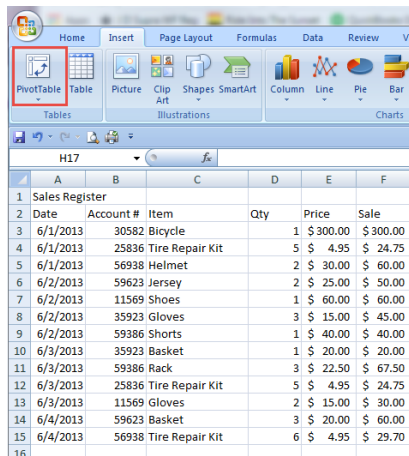 Home Insert Page Layout Formulas Data Review V
PivotTable Table Picture Clip Art Shapes SmartArt Column Line Pie Bar
Tables Illustrations Charts
H17 fx
A B C D E F
1 Sales Register
2 Date Account # Item Qty Price Sale
3 6/1/2013 30582 Bicycle 1 $300.00 $300.00
4 6/1/2013 25836 Tire Repair Kit 5 $ 4.95 $ 24.75
5 6/1/2013 56938 Helmet 2 $ 30.00 $ 60.00
6 6/2/2013 59623 Jersey 2 $ 25.00 $ 50.00
7 6/2/2013 11569 Shoes 1 $ 60.00 $ 60.00
8 6/2/2013 35923 Gloves 3 $ 15.00 $ 45.00
9 6/2/2013 59386 Shorts 1 $ 40.00 $ 40.00
10 6/3/2013 35923 Basket 1 $ 20.00 $ 20.00
11 6/3/2013 59386 Rack 3 $ 22.50 $ 67.50
12 6/3/2013 25836 Tire Repair Kit 5 $ 4.95 $ 24.75
13 6/3/2013 11569 Gloves 2 $ 15.00 $ 30.00
14 6/4/2013 59623 Basket 3 $ 20.00 $ 60.00
15 6/4/2013 56938 Tire Repair Kit 6 $ 4.95 $ 29.70
16